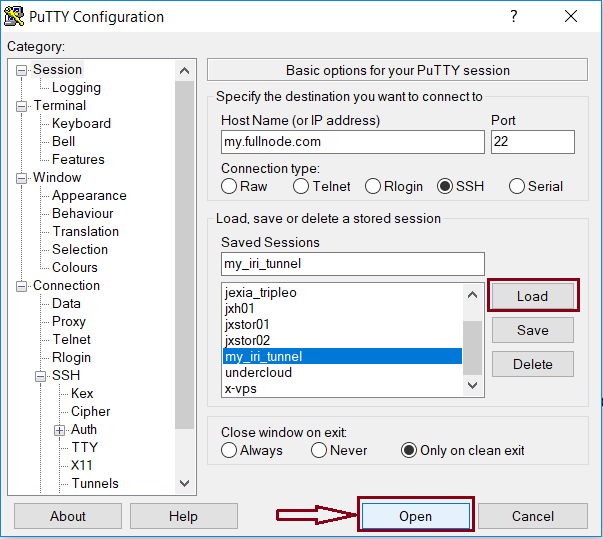 PuTTY Configuration
?
Category:
Session
Logging
Terminal
Keyboard
Bell
Features
Window
Appearance
Behaviour
Translation
Selection
Colours
Connection
Data
Proxy
Telnet
Rlogin
SSH
Kex
Cipher
Auth
TTY
X11
Tunnels
Basic options for your PuTTY session
Specify the destination you want to connect to
Host Name (or IP address) Port
my.fullnode.com 22
Connection type:
Raw Telnet Rlogin SSH Serial
Load, save or delete a stored session
Saved Sessions
my_iri_tunnel
jexia_tripleo
jxh01
jxstor01
jxstor02
my_iri_tunnel
undercloud
x-vps
Load
Save
Delete
Close window on exit:
Always Never Only on clean exit
About Help Open Cancel